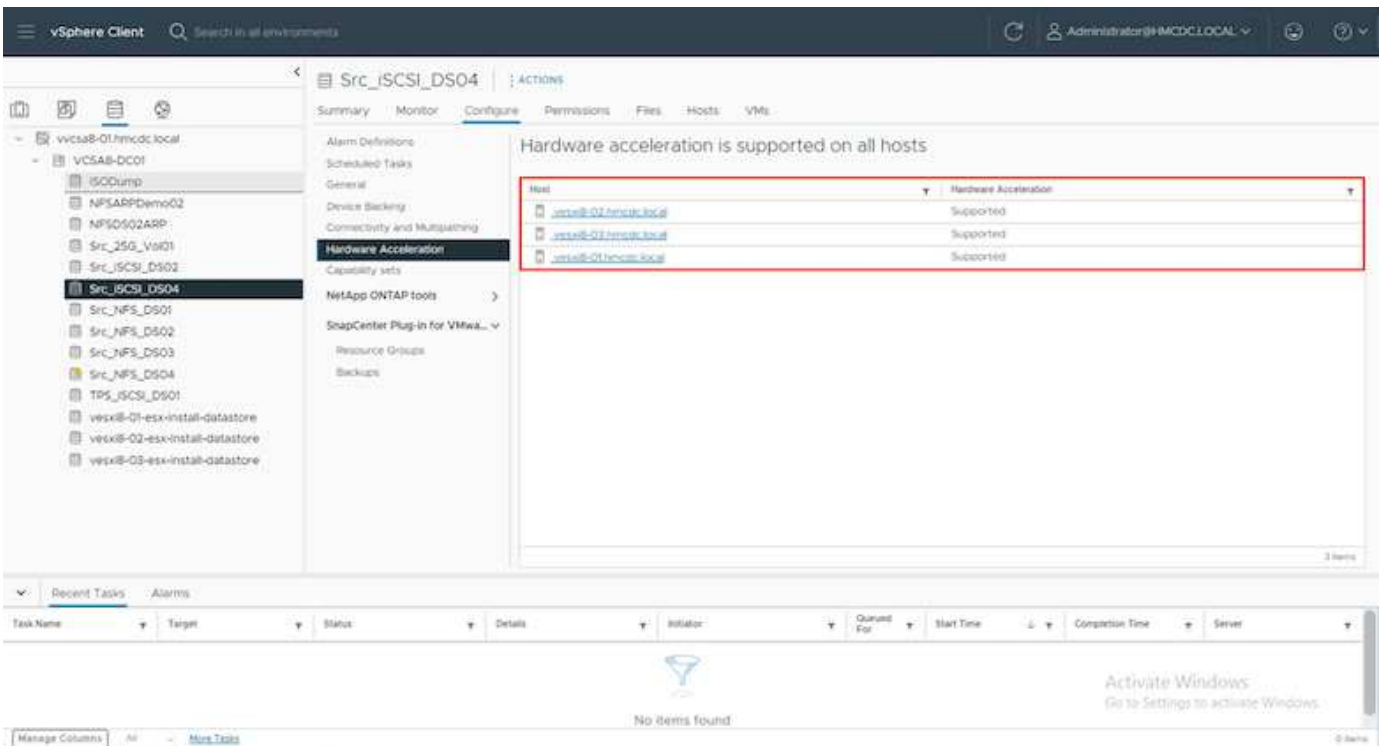 vSphere Client
Search in all environments
Administrator@HMCDC.LOCAL
Src_iSCSI_DS04
ACTIONS
Summary Monitor Configure Permissions Files Hosts VMs
vvcsa8-01.hmcdc.local
VCSA8-DC01
ISODump
NFSARPDemo02
NFSDS02ARP
Src_25G_Vol01
Src_iSCSI_DS02
Src_iSCSI_DS04
Src_NFS_DS01
Src_NFS_DS02
Src_NFS_DS03
Src_NFS_DS04
TPS_iSCSI_DS01
vesxi8-01-esx-install-datastore
vesxi8-02-esx-install-datastore
vesxi8-03-esx-install-datastore
Alarm Definitions
Scheduled Tasks
General
Device Backing
Connectivity and Multipathing
Hardware Acceleration
Capability sets
NetApp ONTAP tools
SnapCenter Plug-in for VMwa...
Resource Groups
Backups
Hardware acceleration is supported on all hosts
Host Hardware Acceleration
vesxi8-02.hmcdc.local Supported
vesxi8-03.hmcdc.local Supported
vesxi8-01.hmcdc.local Supported
3 items
Recent Tasks Alarms
Task Name Target Status Details Initiator Queued For Start Time Completion Time Server
No items found
Activate Windows
Go to Settings to activate Windows.
Manage Columns All More Tasks
0 items